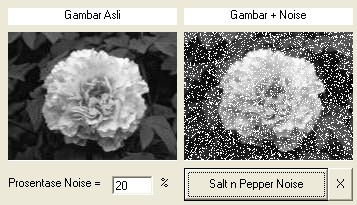 Gambar Asli
Gambar + Noise
Prosentase Noise = 20 %
Salt n Pepper Noise
X